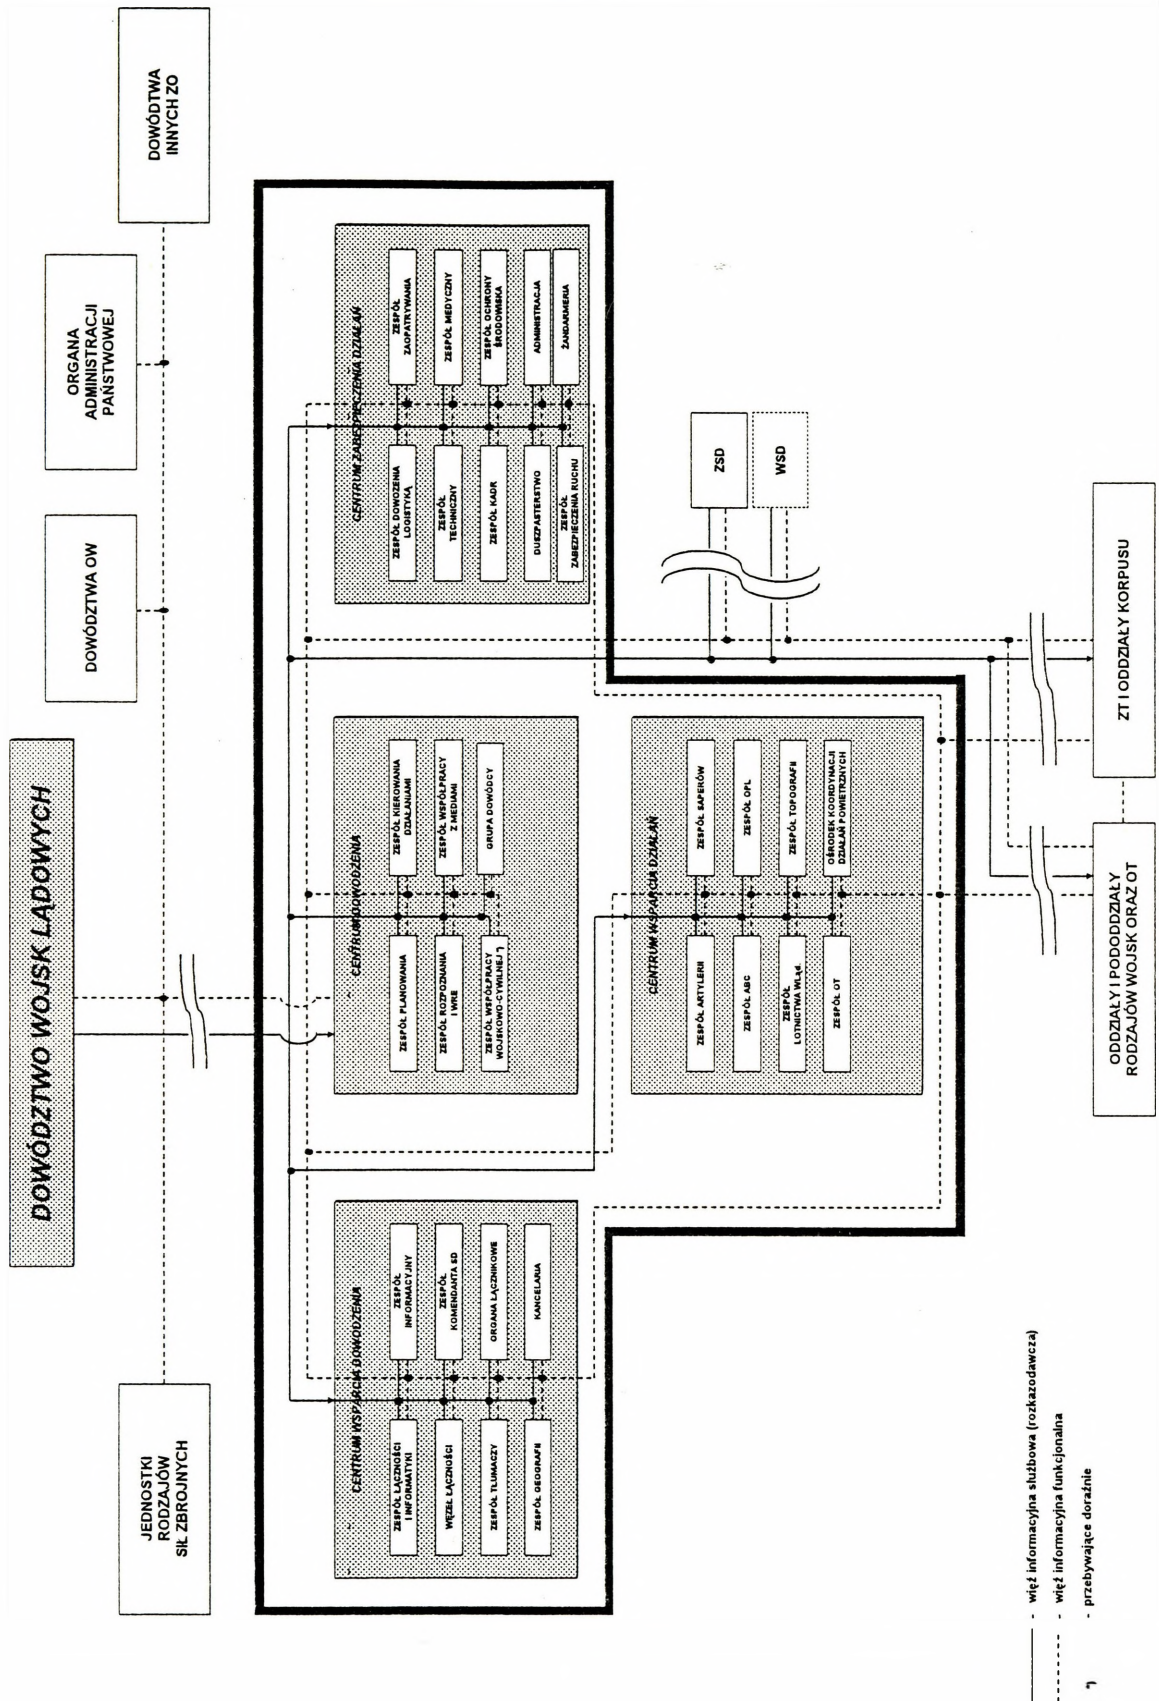 DOWÓDZTWO WOJSK LĄDOWYCH
JEDNOSTKI
RODZAJÓW
SIŁ ZBROJNYCH
DOWÓDZTWA OW
ORGANA
ADMINISTRACJI
PAŃSTWOWEJ
DOWÓDTWA
INNYCH ZO
CENTRUM WSPARCIA DOWODZENIA
ZESPÓŁ ŁĄCZNOŚCI
I INFORMATYKI
ZESPÓŁ
INFORMACYJNY
WĘZEŁ ŁĄCZNOŚCI
ZESPÓŁ
KOMENDANTA SD
ZESPÓŁ TŁUMACZY
ORGANA ŁĄCZNIKOWE
ZESPÓŁ GEOGRAFII
KANCELARIA
CENTRUM DOWODZENIA
ZESPÓŁ PLANOWANIA
ZESPÓŁ KIEROWANIA
DZIAŁANIAMI
ZESPÓŁ ROZPOZNANIA
I WRE
ZESPÓŁ WSPÓŁPRACY
Z MEDIAMI
ZESPÓŁ WSPÓŁPRACY
WOJSKOWO-CYWILNEJ *)
GRUPA DOWÓDCY
CENTRUM ZABEZPIECZENIA DZIAŁAŃ
ZESPÓŁ DOWOZENIA
LOGISTYKĄ
ZESPÓŁ
ZAOPATRYWANIA
ZESPÓŁ
TECHNICZNY
ZESPÓŁ MEDYCZNY
ZESPÓŁ KADR
ZESPÓŁ OCHRONY
ŚRODOWISKA
DUSZPASTERSTWO
ADMINISTRACJA
ZESPÓŁ
ZABEZPIECZENIA RUCHU
ŻANDARMERIA
CENTRUM WSPARCIA DZIAŁAŃ
ZESPÓŁ ARTYLERII
ZESPÓŁ SAPERÓW
ZESPÓŁ ABC
ZESPÓŁ OPL
ZESPÓŁ
LOTNICTWA WLąd.
ZESPÓŁ TOPOGRAFII
ZESPÓŁ OT
OŚRODEK KOORDYNACJI
DZIAŁAŃ POWIETRZNYCH
ZSD
WSD
ODDZIAŁY I PODODDZIAŁY
RODZAJÓW WOJSK ORAZ OT
ZT I ODDZIAŁY KORPUSU
- więź informacyjna służbowa (rozkazodawcza)
- więź informacyjna funkcjonalna
*) - przebywające doraźnie